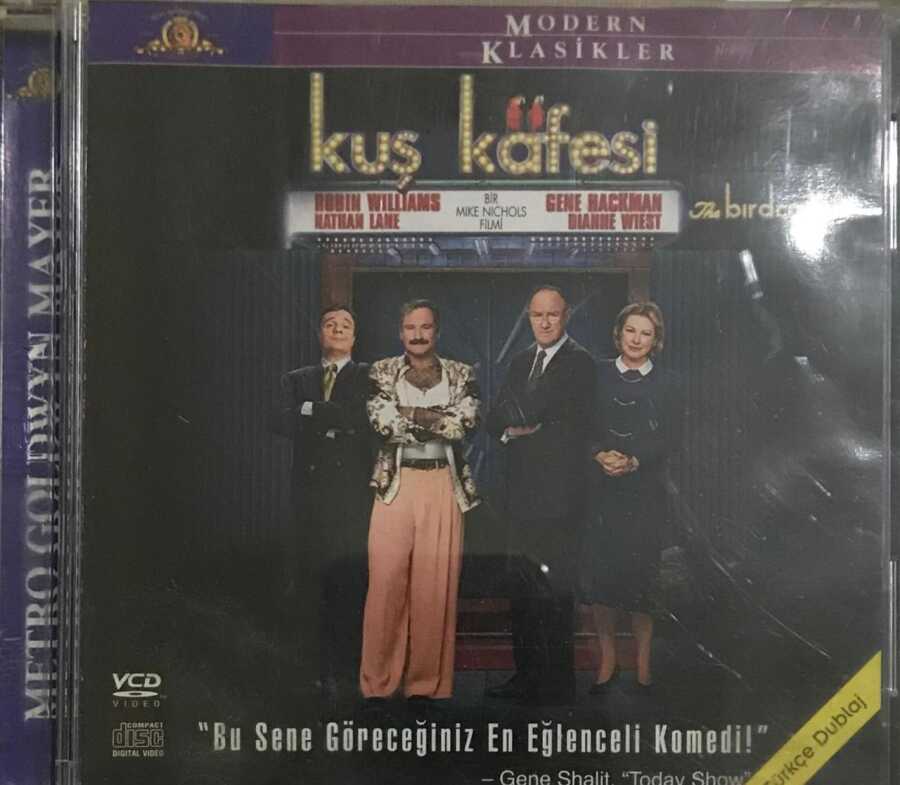 MODERN
KLASİKLER
METRO GOLDWYN MAYER
kuş kafesi
ROBIN WILLIAMS
NATHAN LANE
BİR
MIKE NICHOLS
FİLMİ
GENE HACKMAN
DIANNE WIEST
The birdc
VCD
VIDEO
COMPACT
disc
DIGITAL VIDEO
"Bu Sene Göreceğiniz En Eğlenceli Komedi!"
– Gene Shalit, "Today Show"
Türkçe Dublaj